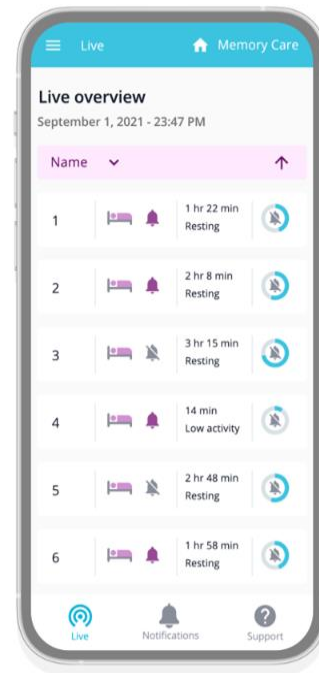 Live Memory Care
Live overview
September 1, 2021 - 23:47 PM
Name
1 1 hr 22 min
Resting
2 2 hr 8 min
Resting
3 3 hr 15 min
Resting
4 14 min
Low activity
5 2 hr 48 min
Resting
6 1 hr 58 min
Resting
Live Notifications Support